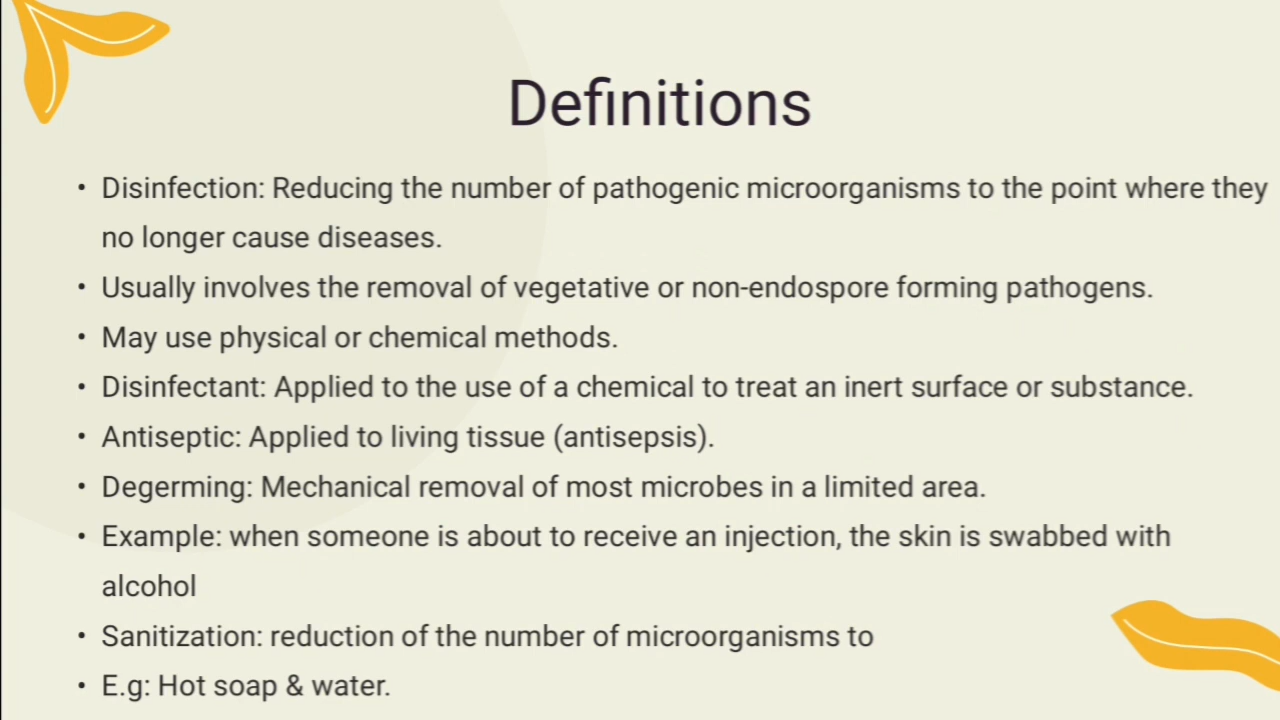 Definitions
• Disinfection: Reducing the number of pathogenic microorganisms to the point where they
no longer cause diseases.
• Usually involves the removal of vegetative or non-endospore forming pathogens.
• May use physical or chemical methods.
• Disinfectant: Applied to the use of a chemical to treat an inert surface or substance.
• Antiseptic: Applied to living tissue (antisepsis).
• Degerming: Mechanical removal of most microbes in a limited area.
• Example: when someone is about to receive an injection, the skin is swabbed with
alcohol
• Sanitization: reduction of the number of microorganisms to
• E.g: Hot soap & water.